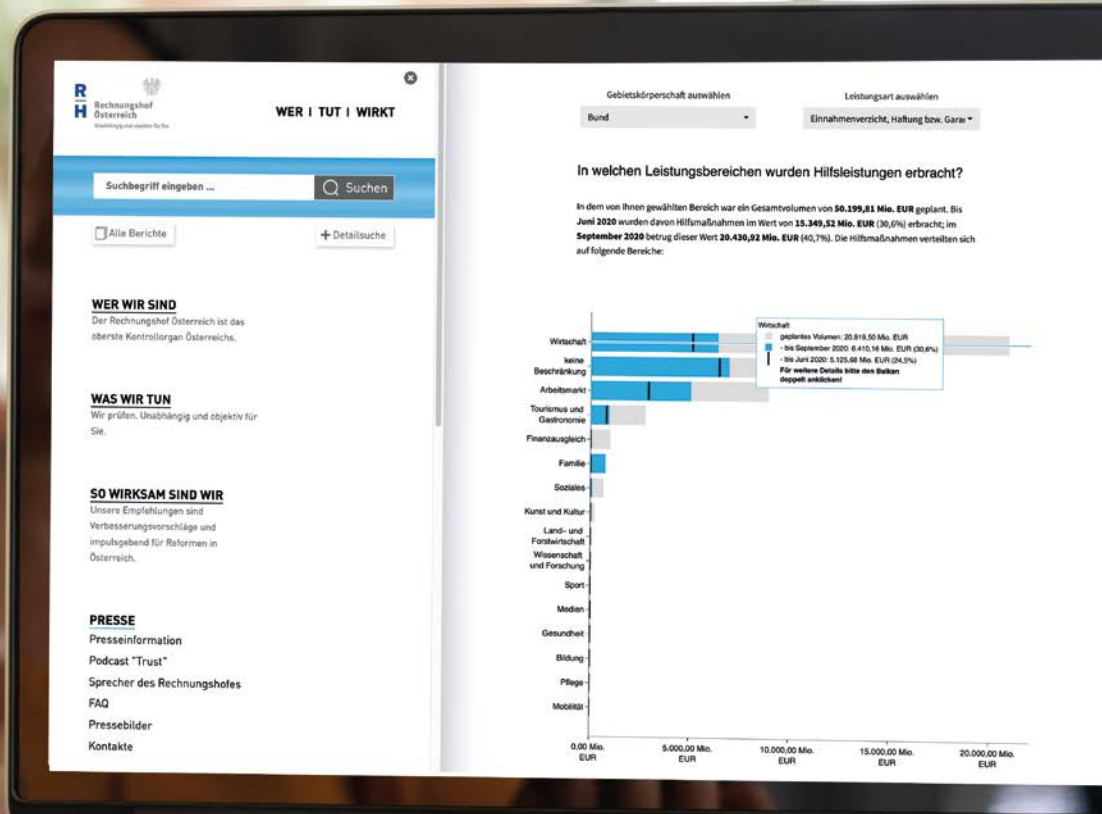 R
H
Rechnungshof
Österreich
Unabhängig und objektiv für Sie
WER I TUT I WIRKT
Suchbegriff eingeben ...
Suchen
Alle Berichte
+ Detailsuche
WER WIR SIND
Der Rechnungshof Österreich ist das
oberste Kontrollorgan Österreichs.
WAS WIR TUN
Wir prüfen. Unabhängig und objektiv für
Sie.
SO WIRKSAM SIND WIR
Unsere Empfehlungen sind
Verbesserungsvorschläge und
impulsgebend für Reformen in
Österreich.
PRESSE
Presseinformation
Podcast "Trust"
Sprecher des Rechnungshofes
FAQ
Pressebilder
Kontakte
Gebietskörperschaft auswählen
Bund
Leistungsart auswählen
Einnahmenverzicht, Haftung bzw. Garar
In welchen Leistungsbereichen wurden Hilfsleistungen erbracht?
In dem von Ihnen gewählten Bereich war ein Gesamtvolumen von 50.199,81 Mio. EUR geplant. Bis
Juni 2020 wurden davon Hilfsmaßnahmen im Wert von 15.349,52 Mio. EUR (30,6%) erbracht; im
September 2020 betrug dieser Wert 20.430,92 Mio. EUR (40,7%). Die Hilfsmaßnahmen verteilten sich
auf folgende Bereiche:
Wirtschaft
geplantes Volumen: 20.919,50 Mio. EUR
- bis September 2020: 6.410,16 Mio. EUR (30,6%)
- bis Juni 2020: 5.125,68 Mio. EUR (24,5%)
Für weitere Details bitte den Balken
doppelt anklicken!
Wirtschaft
keine
Beschränkung
Arbeitsmarkt
Tourismus und
Gastronomie
Finanzausgleich
Familie
Soziales
Kunst und Kultur
Land- und
Forstwirtschaft
Wissenschaft
und Forschung
Sport
Medien
Gesundheit
Bildung
Pflege
Mobilität
0,00 Mio.
EUR
5.000,00 Mio.
EUR
10.000,00 Mio.
EUR
15.000,00 Mio.
EUR
20.000,00 Mio.
EUR